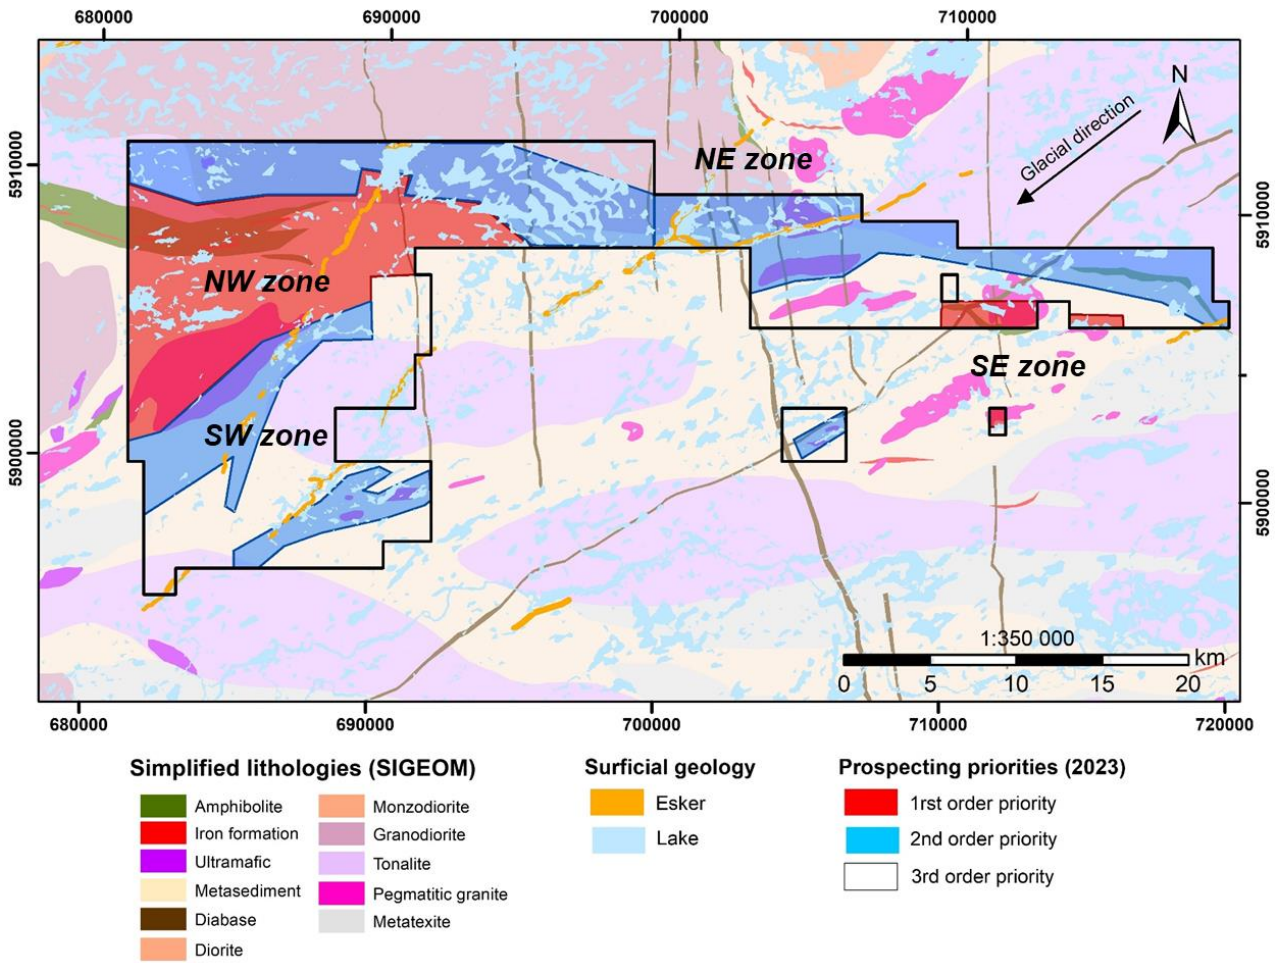 680000 690000 700000 710000
N
Glacial direction
NE zone
5910000
5910000
NW zone
SE zone
SW zone
5900000
5900000
1:350 000
km
0 5 10 15 20
680000 690000 700000 710000 720000
Simplified lithologies (SIGEOM)
Amphibolite
Iron formation
Ultramafic
Metasediment
Diabase
Diorite
Monzodiorite
Granodiorite
Tonalite
Pegmatitic granite
Metatexite
Surficial geology
Esker
Lake
Prospecting priorities (2023)
1rst order priority
2nd order priority
3rd order priority